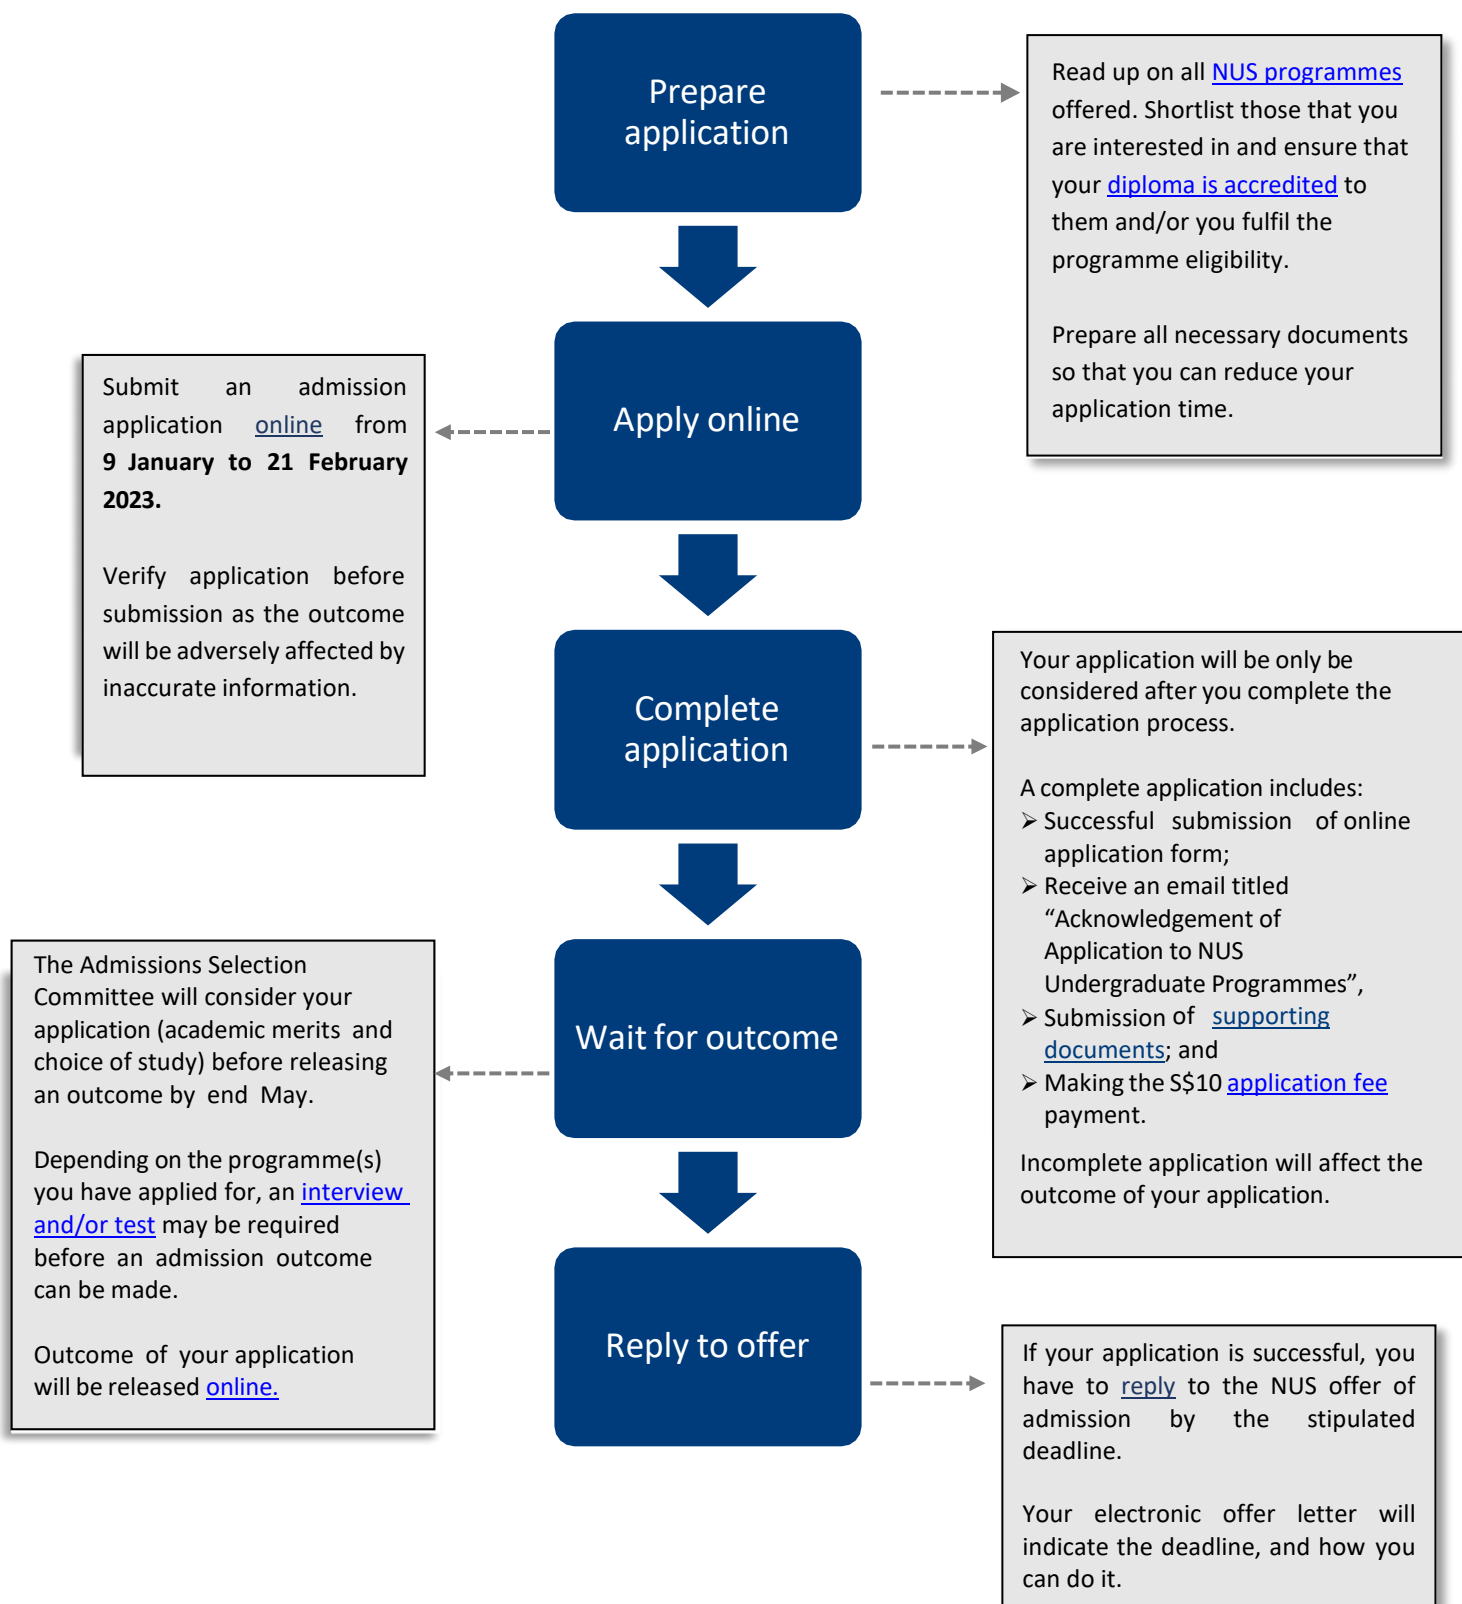 Prepare
application
Read up on all NUS programmes
offered. Shortlist those that you
are interested in and ensure that
your diploma is accredited to
them and/or you fulfil the
programme eligibility.
Prepare all necessary documents
so that you can reduce your
application time.
Apply online
Submit an admission
application online from
9 January to 21 February
2023.
Verify application before
submission as the outcome
will be adversely affected by
inaccurate information.
Complete
application
Your application will be only be
considered after you complete the
application process.
A complete application includes:
➢ Successful submission of online
application form;
➢ Receive an email titled
“Acknowledgement of
Application to NUS
Undergraduate Programmes”,
➢ Submission of supporting
documents; and
➢ Making the S$10 application fee
payment.
Incomplete application will affect the
outcome of your application.
Wait for outcome
The Admissions Selection
Committee will consider your
application (academic merits and
choice of study) before releasing
an outcome by end May.
Depending on the programme(s)
you have applied for, an interview
and/or test may be required
before an admission outcome
can be made.
Outcome of your application
will be released online.
Reply to offer
If your application is successful, you
have to reply to the NUS offer of
admission by the stipulated
deadline.
Your electronic offer letter will
indicate the deadline, and how you
can do it.